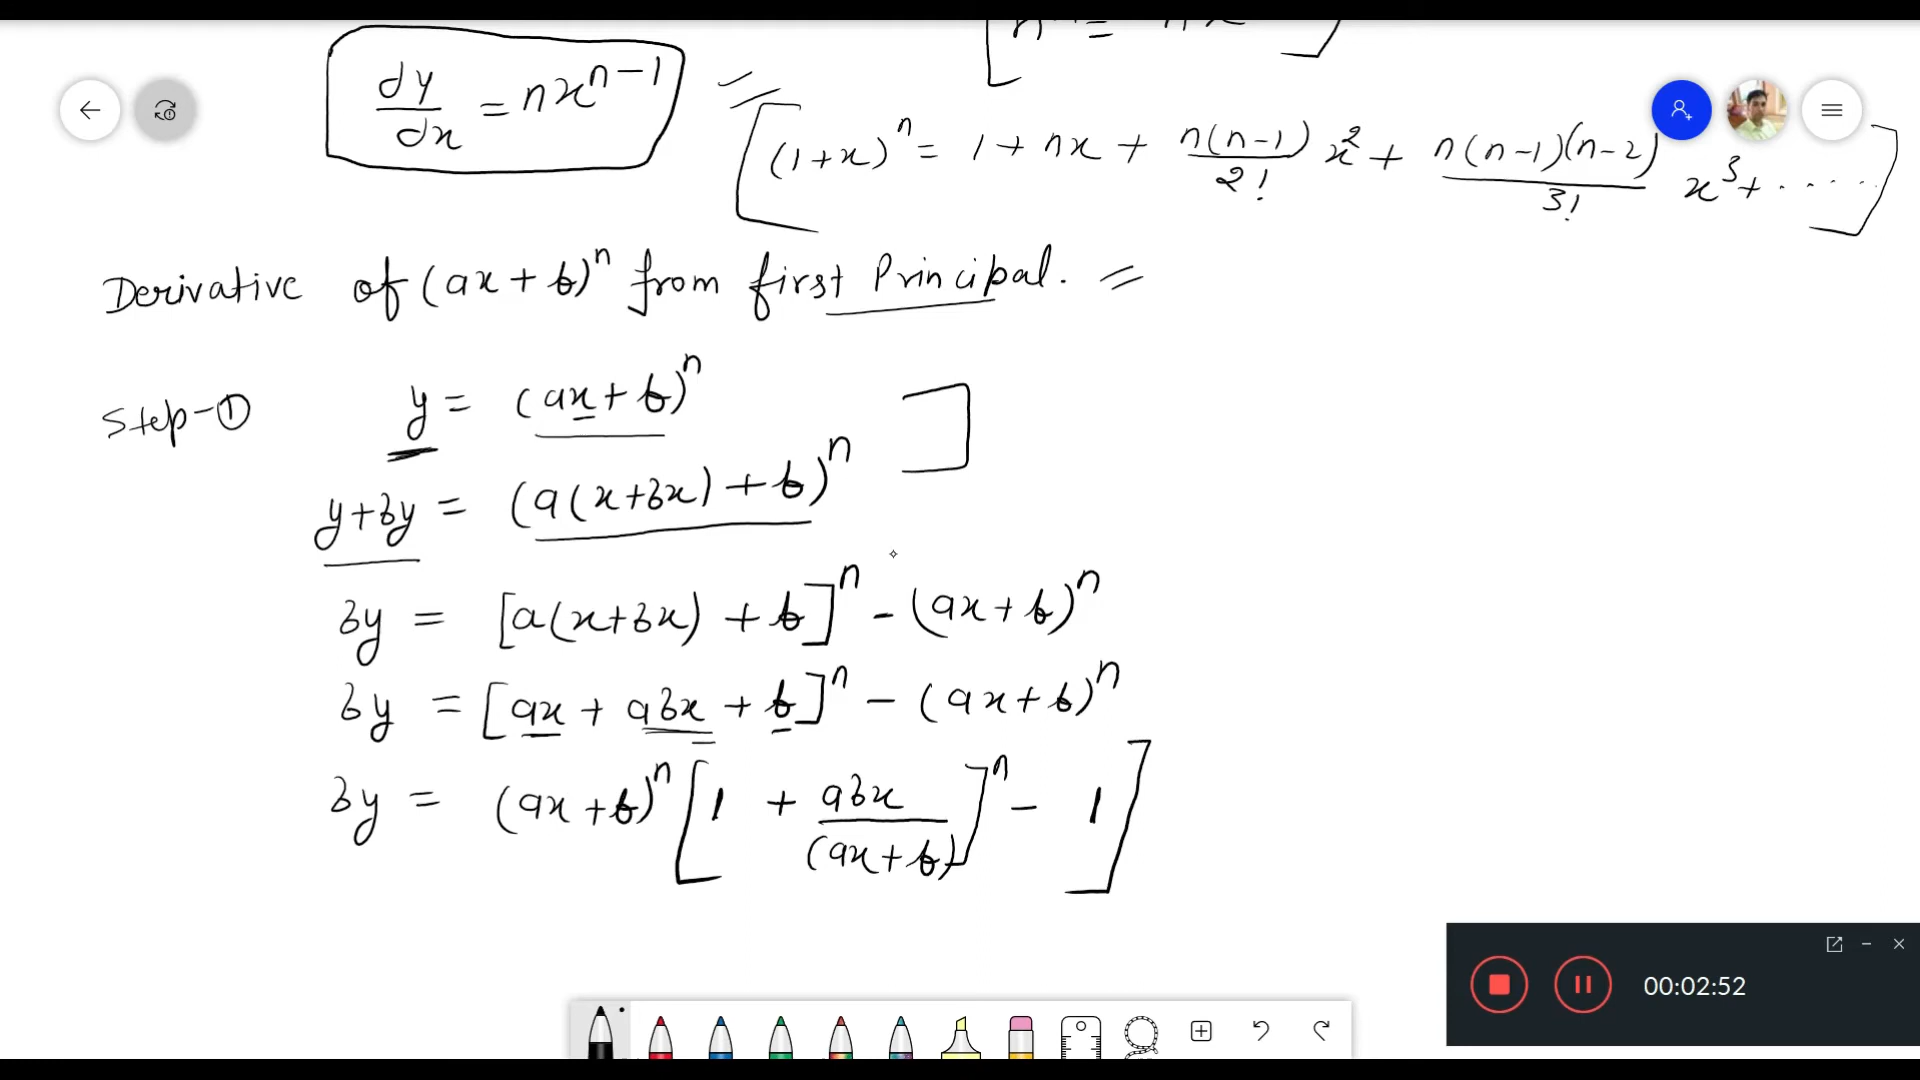 dy/dx = nx^{n-1}
[(1+x)^n = 1 + nx + n(n-1)/2! x^2 + n(n-1)(n-2)/3! x^3 + .....]
Derivative of (ax+b)^n from first Principal. =
Step-① y = (ax+b)^n
y+δy = (a(x+δx)+b)^n
δy = [a(x+δx)+b]^n - (ax+b)^n
δy = [ax + aδx + b]^n - (ax+b)^n
δy = (ax+b)^n [1 + aδx/(ax+b)]^n - 1]
00:02:52